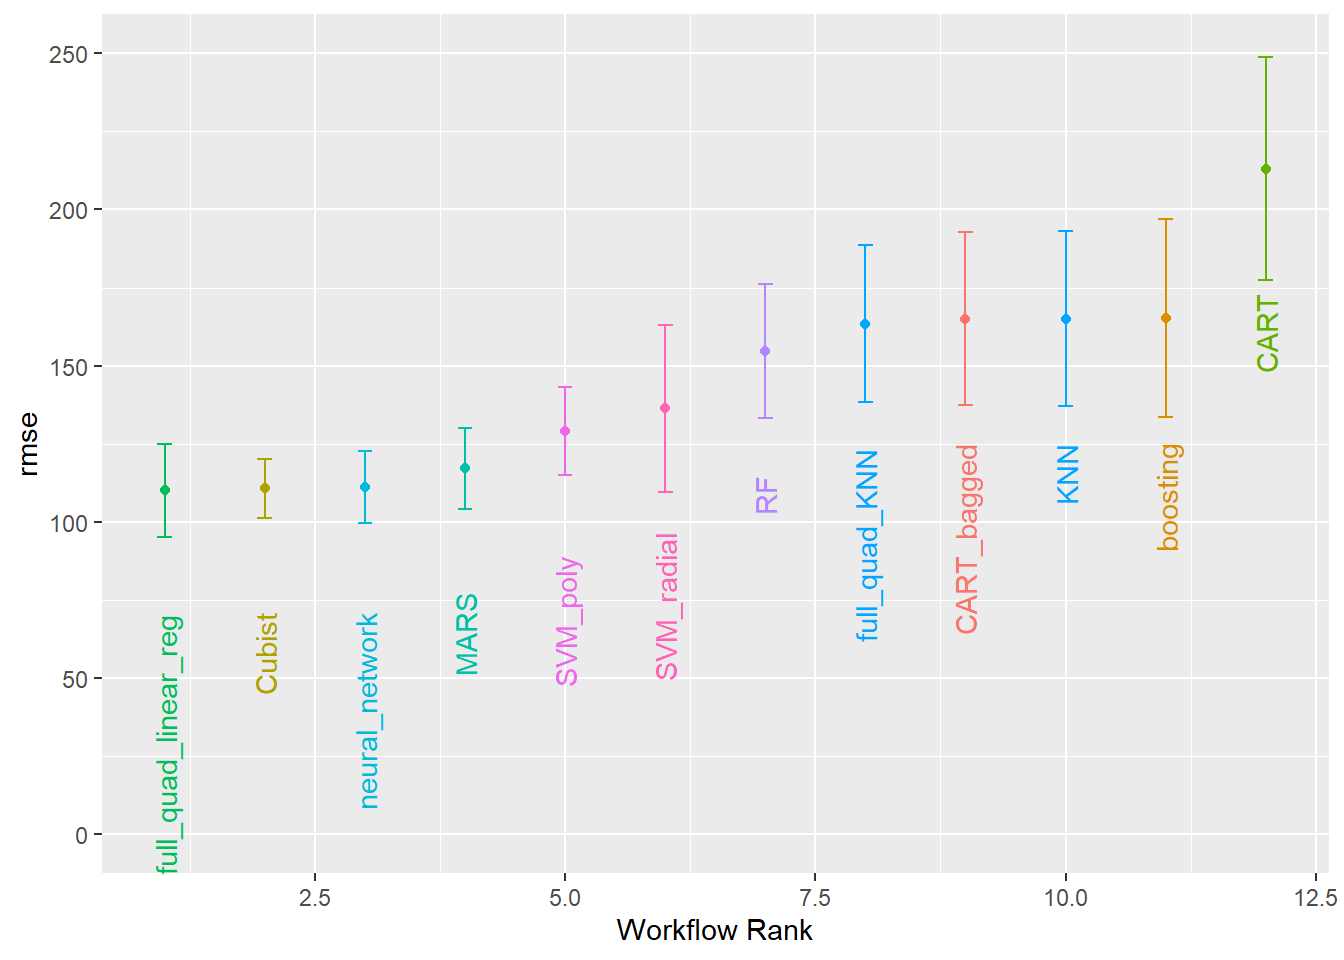 250
200
150
100
50
0
rmse
full_quad_linear_reg
Cubist
neural_network
MARS
SVM_poly
SVM_radial
RF
full_quad_KNN
CART_bagged
KNN
boosting
CART
2.5
5.0
7.5
10.0
12.5
Workflow Rank